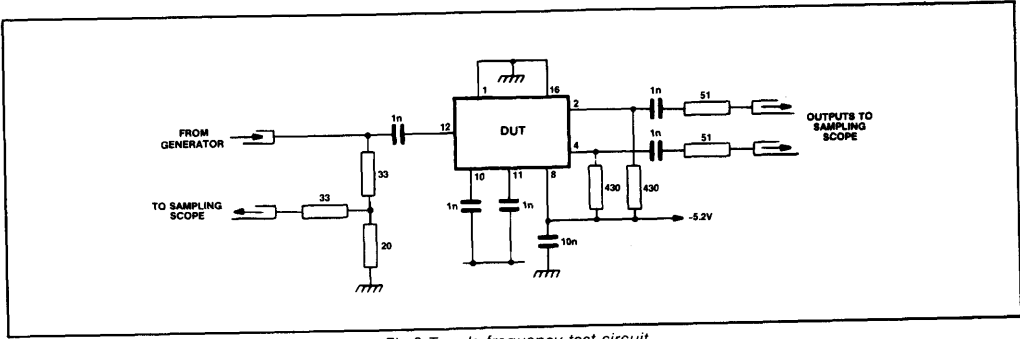 1
16
1n
12
DUT
2
1n
51
FROM
GENERATOR
OUTPUTS TO
SAMPLING
SCOPE
4
1n
51
33
10
11
8
430
430
TO SAMPLING
SCOPE
33
1n
1n
-5.2V
20
10n